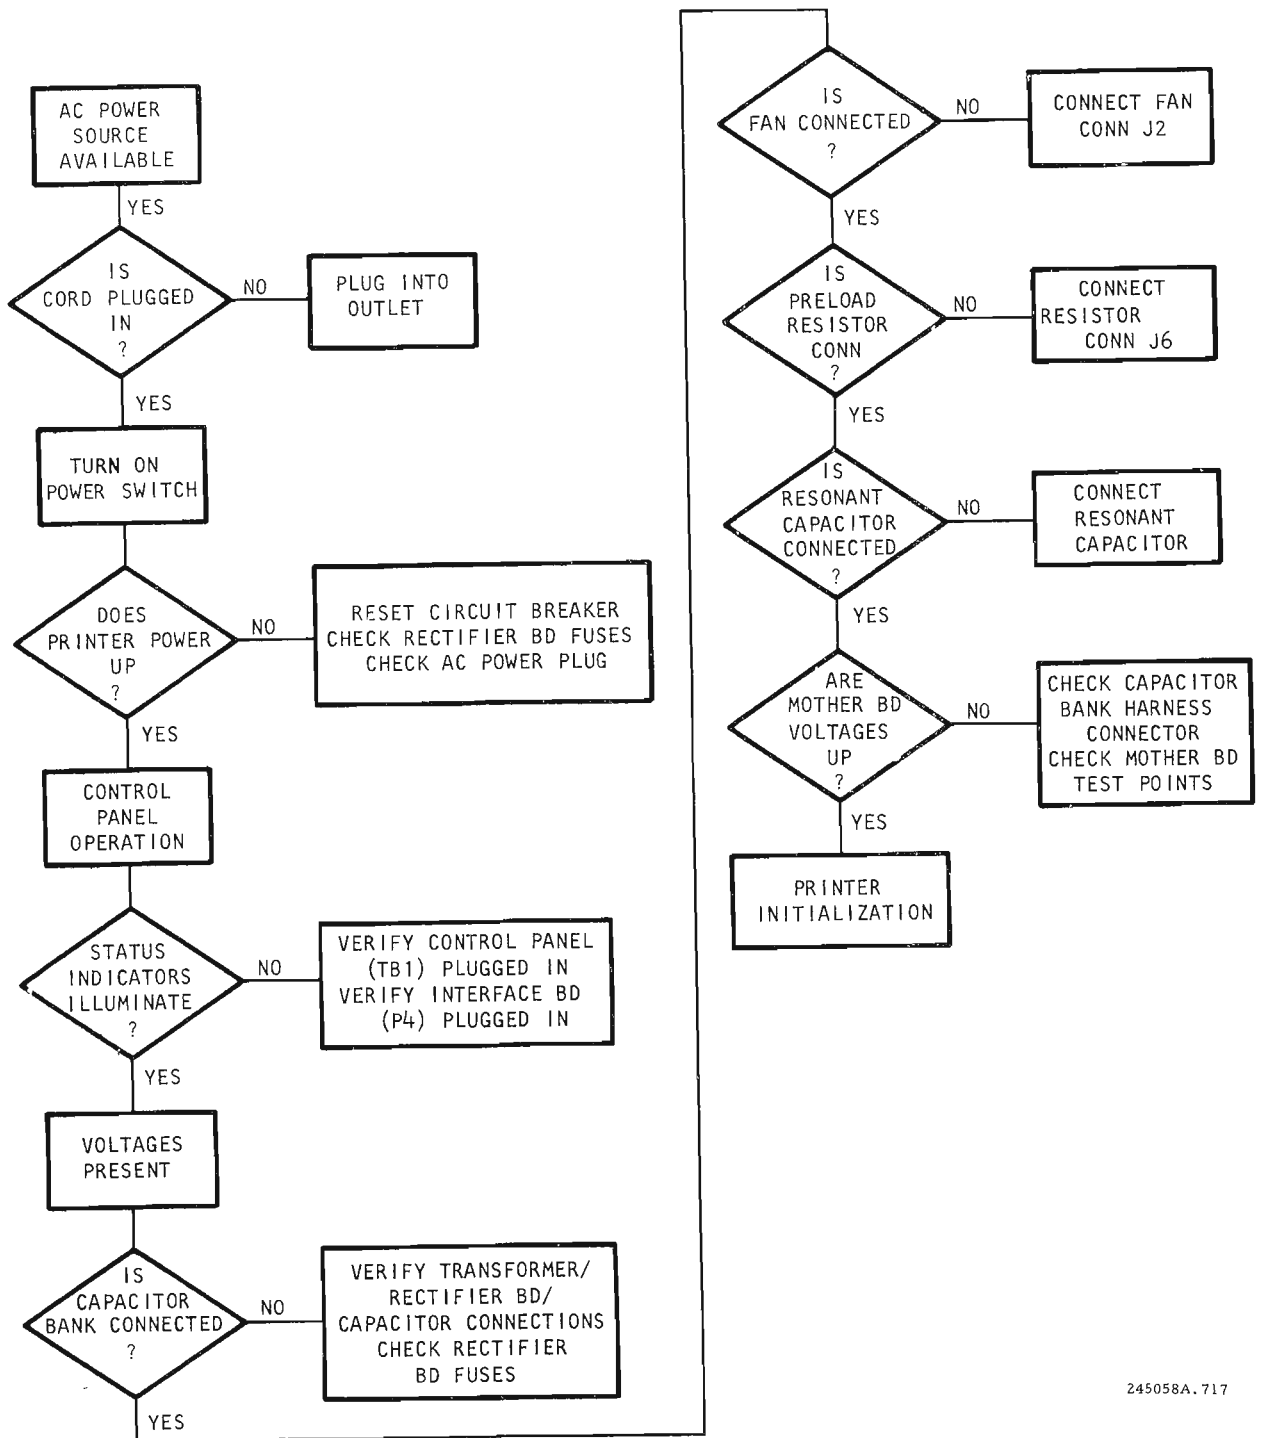 AC POWER
SOURCE
AVAILABLE
YES
IS
CORD PLUGGED
IN
?
NO
PLUG INTO
OUTLET
YES
TURN ON
POWER SWITCH
DOES
PRINTER POWER
UP
?
NO
RESET CIRCUIT BREAKER
CHECK RECTIFIER BD FUSES
CHECK AC POWER PLUG
YES
CONTROL
PANEL
OPERATION
STATUS
INDICATORS
ILLUMINATE
?
NO
VERIFY CONTROL PANEL
(TB1) PLUGGED IN
VERIFY INTERFACE BD
(P4) PLUGGED IN
YES
VOLTAGES
PRESENT
IS
CAPACITOR
BANK CONNECTED
?
NO
VERIFY TRANSFORMER/
RECTIFIER BD/
CAPACITOR CONNECTIONS
CHECK RECTIFIER
BD FUSES
YES
IS
FAN CONNECTED
?
NO
CONNECT FAN
CONN J2
YES
IS
PRELOAD
RESISTOR
CONN
?
NO
CONNECT
RESISTOR
CONN J6
YES
IS
RESONANT
CAPACITOR
CONNECTED
?
NO
CONNECT
RESONANT
CAPACITOR
YES
ARE
MOTHER BD
VOLTAGES
UP
?
NO
CHECK CAPACITOR
BANK HARNESS
CONNECTOR
CHECK MOTHER BD
TEST POINTS
YES
PRINTER
INITIALIZATION
245058A.717